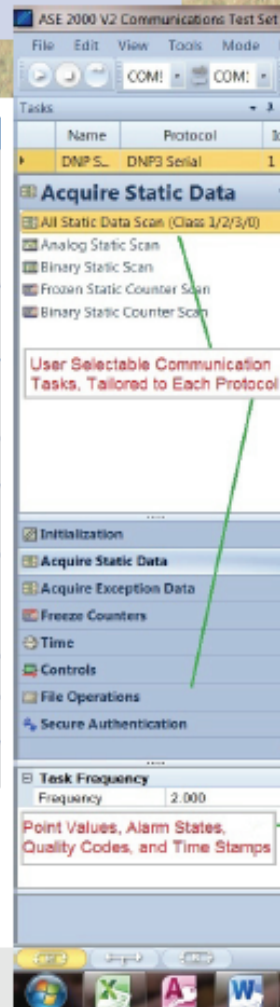 ASE 2000 V2 Communications Test Set
File Edit View Tools Mode
COM! COM!
Tasks
Name Protocol
DNP S... DNP3 Serial 1
Acquire Static Data
All Static Data Scan (Class 1/2/3/0)
Analog Static Scan
Binary Static Scan
Frozen Static Counter Scan
Binary Static Counter Scan
User Selectable Communication
Tasks, Tailored to Each Protocol
Initialization
Acquire Static Data
Acquire Exception Data
Freeze Counters
Time
Controls
File Operations
Secure Authentication
Task Frequency
Frequency 2.000
Point Values, Alarm States,
Quality Codes, and Time Stamps